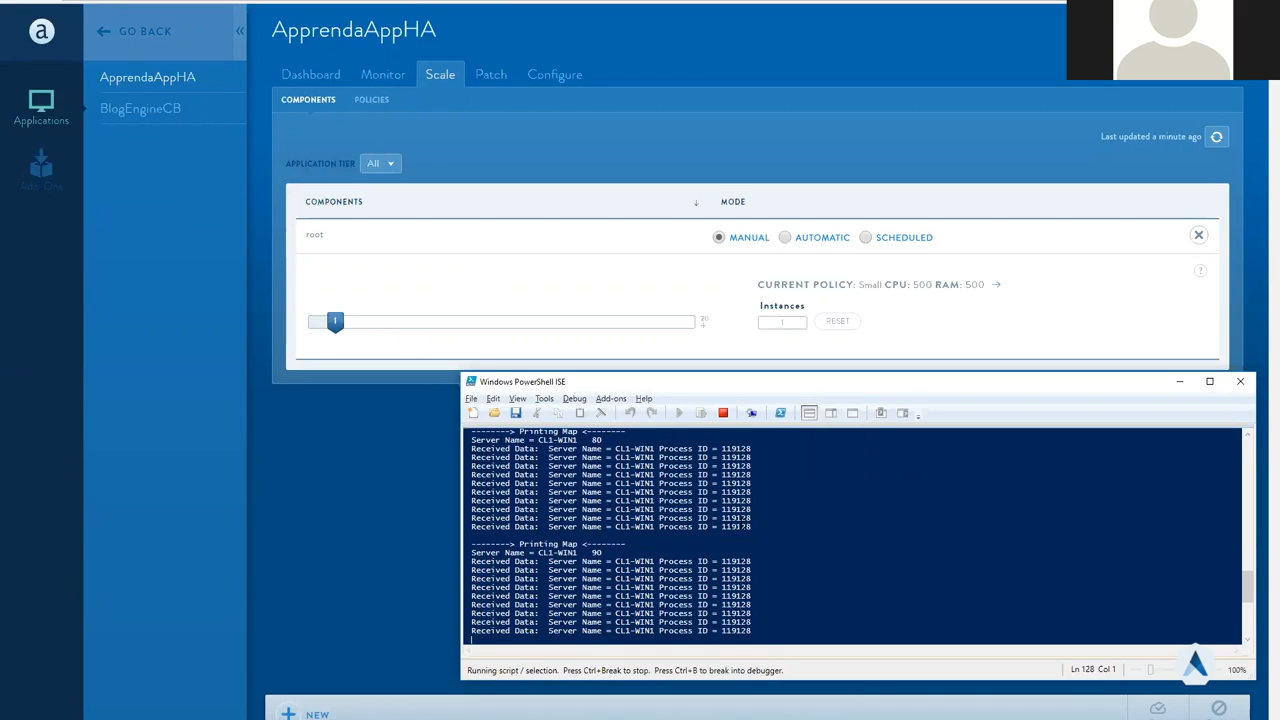 a
GO BACK
«
ApprendaAppHA
BlogEngineCB
Applications
ApprendaAppHA
Dashboard Monitor Scale Patch Configure
COMPONENTS POLICIES
Last updated a minute ago
APPLICATION TIER All
COMPONENTS ↓ MODE
root MANUAL AUTOMATIC SCHEDULED
?
CURRENT POLICY: Small CPU: 500 RAM: 500 →
Instances
1 20 + 1 RESET
Windows PowerShell ISE
File Edit View Tools Debug Add-ons Help
--------> Printing Map <--------
Server Name = CL1-WIN1 80
Received Data: Server Name = CL1-WIN1 Process ID = 119128
Received Data: Server Name = CL1-WIN1 Process ID = 119128
Received Data: Server Name = CL1-WIN1 Process ID = 119128
Received Data: Server Name = CL1-WIN1 Process ID = 119128
Received Data: Server Name = CL1-WIN1 Process ID = 119128
Received Data: Server Name = CL1-WIN1 Process ID = 119128
Received Data: Server Name = CL1-WIN1 Process ID = 119128
Received Data: Server Name = CL1-WIN1 Process ID = 119128
Received Data: Server Name = CL1-WIN1 Process ID = 119128
Received Data: Server Name = CL1-WIN1 Process ID = 119128
--------> Printing Map <--------
Server Name = CL1-WIN1 90
Received Data: Server Name = CL1-WIN1 Process ID = 119128
Received Data: Server Name = CL1-WIN1 Process ID = 119128
Received Data: Server Name = CL1-WIN1 Process ID = 119128
Received Data: Server Name = CL1-WIN1 Process ID = 119128
Received Data: Server Name = CL1-WIN1 Process ID = 119128
Received Data: Server Name = CL1-WIN1 Process ID = 119128
Received Data: Server Name = CL1-WIN1 Process ID = 119128
Received Data: Server Name = CL1-WIN1 Process ID = 119128
Received Data: Server Name = CL1-WIN1 Process ID = 119128
Running script / selection. Press Ctrl+Break to stop. Press Ctrl+B to break into debugger. Ln 128 Col 1 100%
NEW